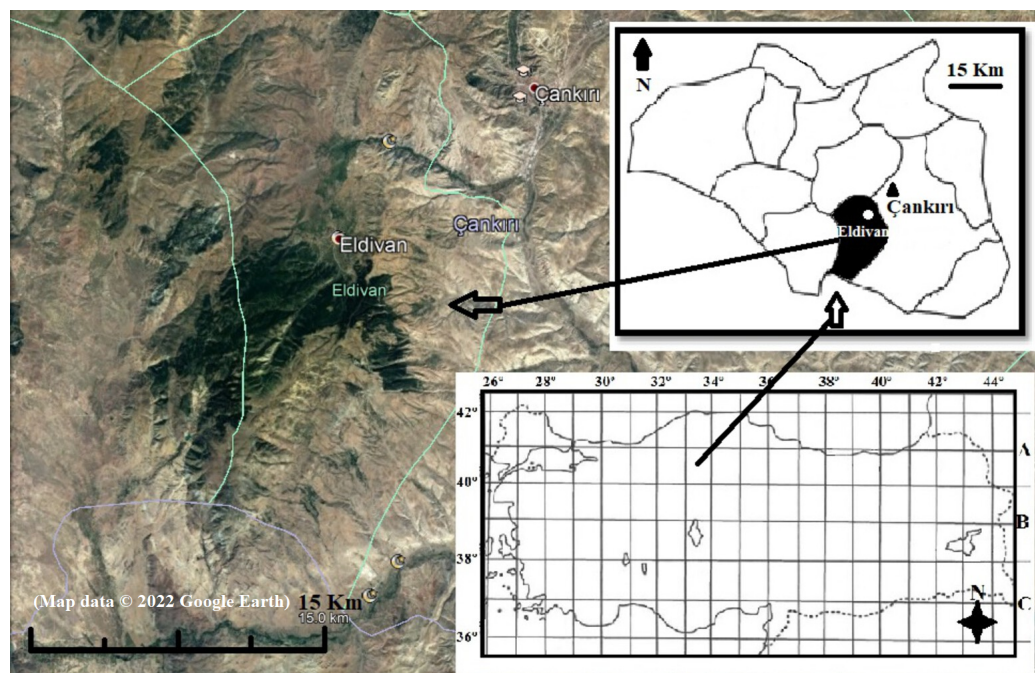 Çankırı
Çankırı
Eldivan
Eldivan
(Map data © 2022 Google Earth)
15 Km
15.0 km
N
15 Km
Çankırı
Eldivan
26° 28° 30° 32° 34° 36° 38° 40° 42° 44°
42°
A
40°
B
38°
N
C
36°